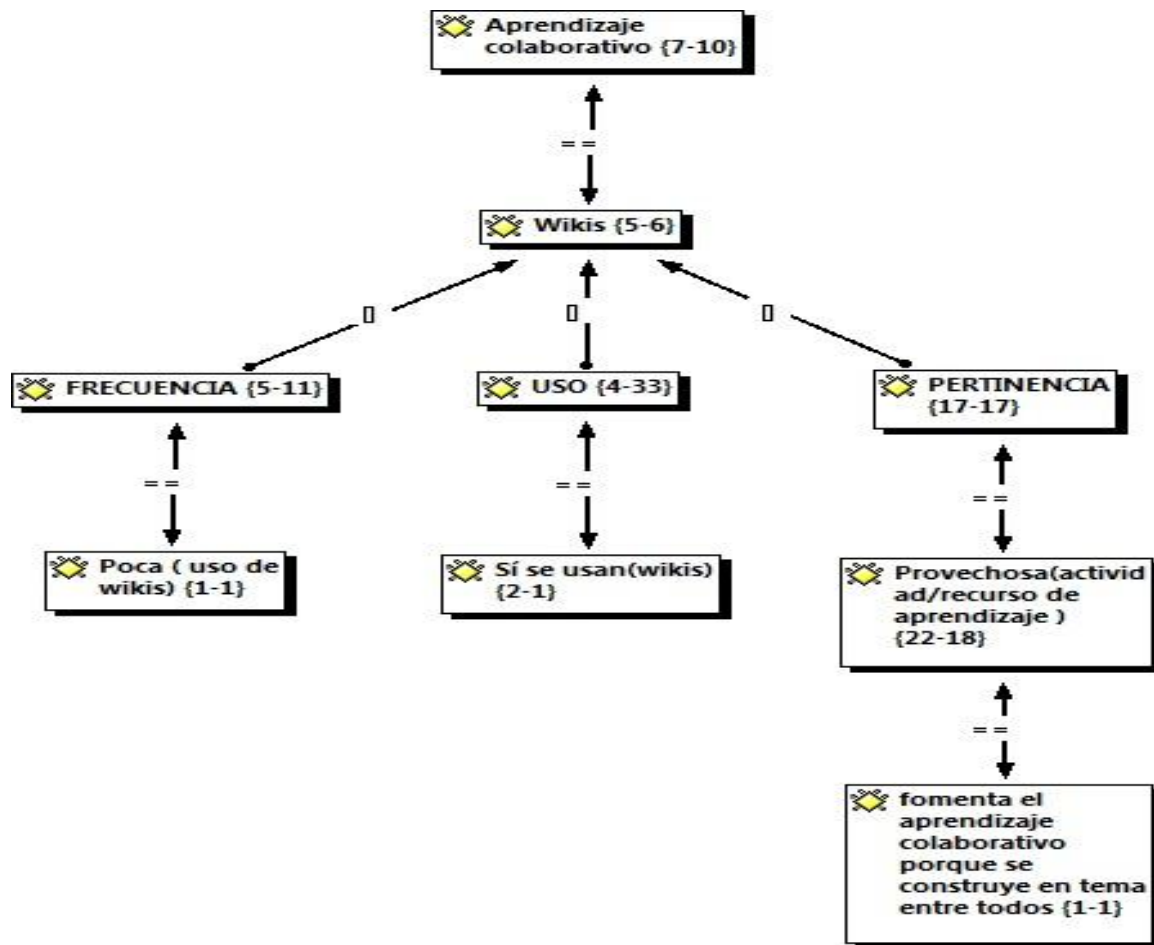 Aprendizaje
colaborativo {7-10}
= =
Wikis {5-6}
[]
[]
[]
FRECUENCIA {5-11}
USO {4-33}
PERTINENCIA
{17-17}
= =
= =
= =
Poca ( uso de
wikis) {1-1}
Sí se usan(wikis)
{2-1}
Provechosa(activid
ad/recurso de
aprendizaje )
{22-18}
= =
fomenta el
aprendizaje
colaborativo
porque se
construye en tema
entre todos {1-1}